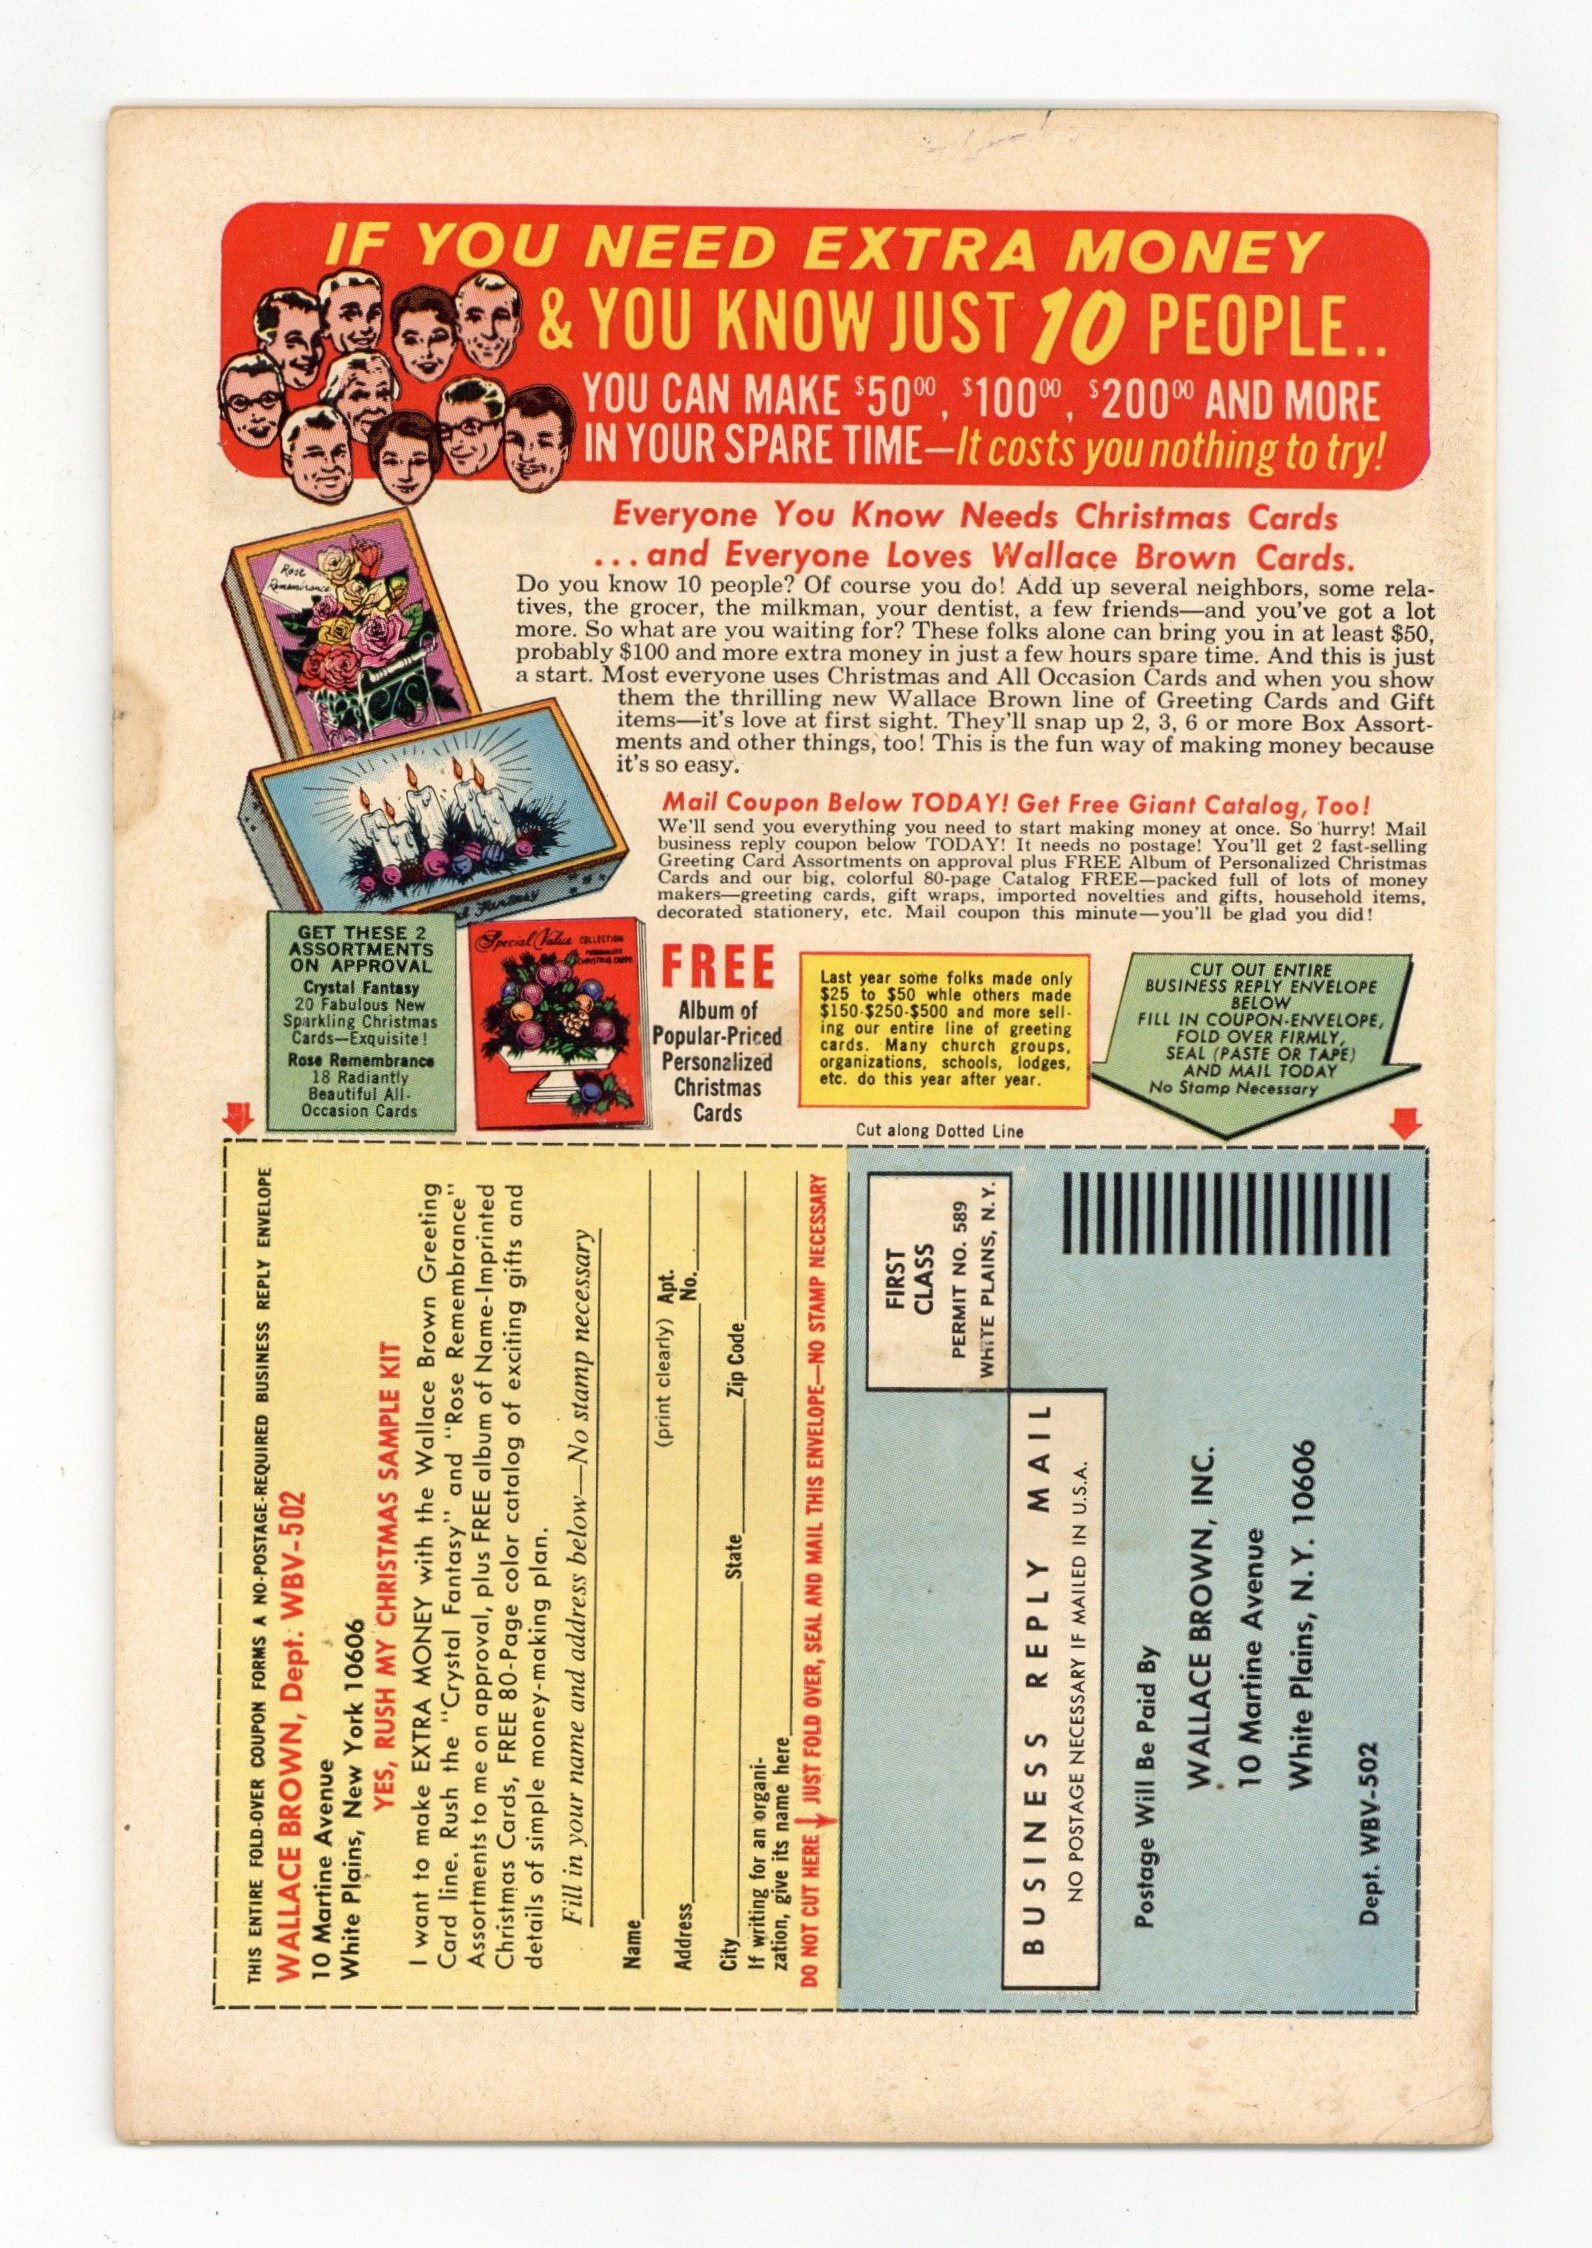 IF YOU NEED EXTRA MONEY
& YOU KNOW JUST 10 PEOPLE..
YOU CAN MAKE $50.00, $100.00, $200.00 AND MORE
IN YOUR SPARE TIME—It costs you nothing to try!
Everyone You Know Needs Christmas Cards
...and Everyone Loves Wallace Brown Cards.
Do you know 10 people? Of course you do! Add up several neighbors, some rela-
tives, the grocer, the milkman, your dentist, a few friends—and you've got a lot
more. So what are you waiting for? These folks alone can bring you in at least $50,
probably $100 and more extra money in just a few hours spare time. And this is just
a start. Most everyone uses Christmas and All Occasion Cards and when you show
them the thrilling new Wallace Brown line of Greeting Cards and Gift
items—it's love at first sight. They'll snap up 2, 3, 6 or more Box Assort-
ments and other things, too! This is the fun way of making money because
it's so easy.
Rose
Remembrance
Mail Coupon Below TODAY! Get Free Giant Catalog, Too!
We'll send you everything you need to start making money at once. So hurry! Mail
business reply coupon below TODAY! It needs no postage! You'll get 2 fast-selling
Greeting Card Assortments on approval plus FREE Album of Personalized Christmas
Cards and our big, colorful 80-page Catalog FREE—packed full of lots of money
makers—greeting cards, gift wraps, imported novelties and gifts, household items,
decorated stationery, etc. Mail coupon this minute—you'll be glad you did!
Fantasy
GET THESE 2
ASSORTMENTS
ON APPROVAL
Crystal Fantasy
20 Fabulous New
Sparkling Christmas
Cards—Exquisite!
Rose Remembrance
18 Radiantly
Beautiful All-
Occasion Cards
Special Value COLLECTION
PERSONALIZED
CHRISTMAS CARDS
FREE
Album of
Popular-Priced
Personalized
Christmas
Cards
Last year some folks made only
$25 to $50 whle others made
$150-$250-$500 and more sell-
ing our entire line of greeting
cards. Many church groups,
organizations, schools, lodges,
etc. do this year after year.
CUT OUT ENTIRE
BUSINESS REPLY ENVELOPE
BELOW
FILL IN COUPON-ENVELOPE,
FOLD OVER FIRMLY,
SEAL (PASTE OR TAPE)
AND MAIL TODAY
No Stamp Necessary
Cut along Dotted Line
THIS ENTIRE FOLD-OVER COUPON FORMS A NO-POSTAGE-REQUIRED BUSINESS REPLY ENVELOPE
WALLACE BROWN, Dept. WBV-502
10 Martine Avenue
White Plains, New York 10606
YES, RUSH MY CHRISTMAS SAMPLE KIT
I want to make EXTRA MONEY with the Wallace Brown Greeting
Card line. Rush the "Crystal Fantasy" and "Rose Remembrance"
Assortments to me on approval, plus FREE album of Name-Imprinted
Christmas Cards, FREE 80-Page color catalog of exciting gifts and
details of simple money-making plan.
Fill in your name and address below—No stamp necessary
Name
(print clearly) Apt.
Address No.
City State Zip Code
If writing for an organi-
zation, give its name here
DO NOT CUT HERE JUST FOLD OVER, SEAL AND MAIL THIS ENVELOPE—NO STAMP NECESSARY
FIRST
CLASS
PERMIT NO. 589
WHITE PLAINS, N.Y.
BUSINESS REPLY MAIL
NO POSTAGE NECESSARY IF MAILED IN U.S.A.
Postage Will Be Paid By
WALLACE BROWN, INC.
10 Martine Avenue
White Plains, N.Y. 10606
Dept. WBV-502